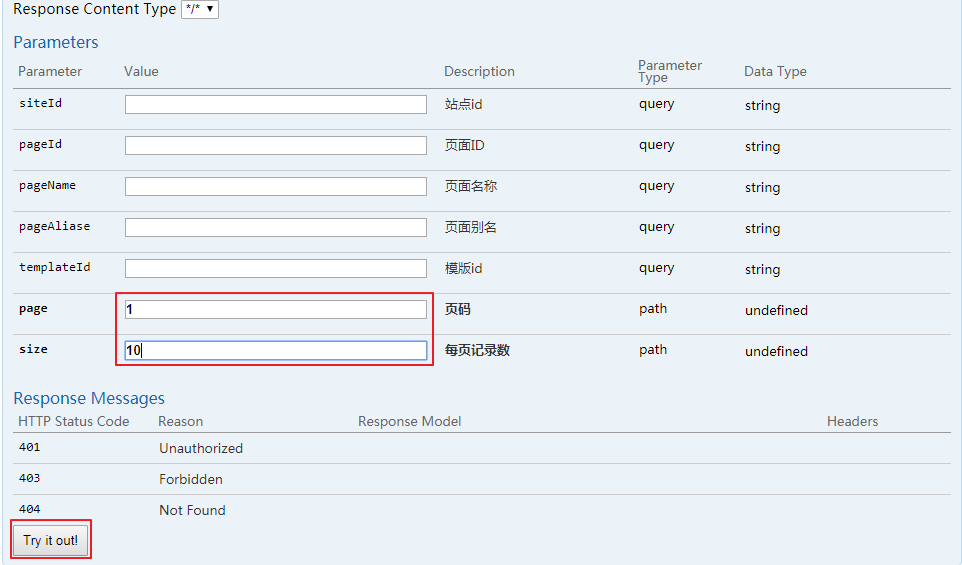 Response Content Type */* ▼
Parameters
Parameter Value Description Parameter Type Data Type
siteId 站点id query string
pageId 页面ID query string
pageName 页面名称 query string
pageAliase 页面别名 query string
templateId 模版id query string
page 1 页码 path undefined
size 10 每页记录数 path undefined
Response Messages
HTTP Status Code Reason Response Model Headers
401 Unauthorized
403 Forbidden
404 Not Found
Try it out!